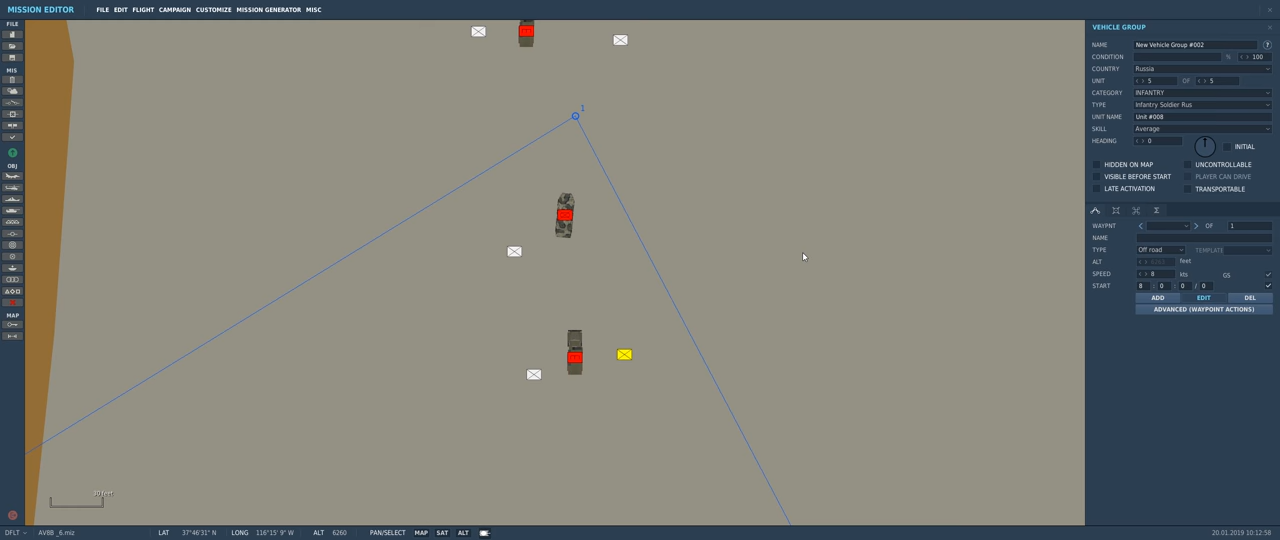 MISSION EDITOR FILE EDIT FLIGHT CAMPAIGN CUSTOMIZE MISSION GENERATOR MISC
FILE
MIS
OBJ
MAP
1
30 feet
VEHICLE GROUP
NAME New Vehicle Group #002 ?
CONDITION % 100
COUNTRY Russia
UNIT 5 OF 5
CATEGORY INFANTRY
TYPE Infantry Soldier Rus
UNIT NAME Unit #008
SKILL Average
HEADING 0 INITIAL
HIDDEN ON MAP UNCONTROLLABLE
VISIBLE BEFORE START PLAYER CAN DRIVE
LATE ACTIVATION TRANSPORTABLE
WAYPNT OF 1
NAME
TYPE Off road TEMPLATE
ALT 6260 feet
SPEED 8 kts GS
START 8 : 0 : 0 / 0
ADD EDIT DEL
ADVANCED (WAYPOINT ACTIONS)
DFLT AV8B _6.miz LAT 37°46'31" N LONG 116°15' 9" W ALT 6260 PAN/SELECT MAP SAT ALT 20.01.2019 10:12:58